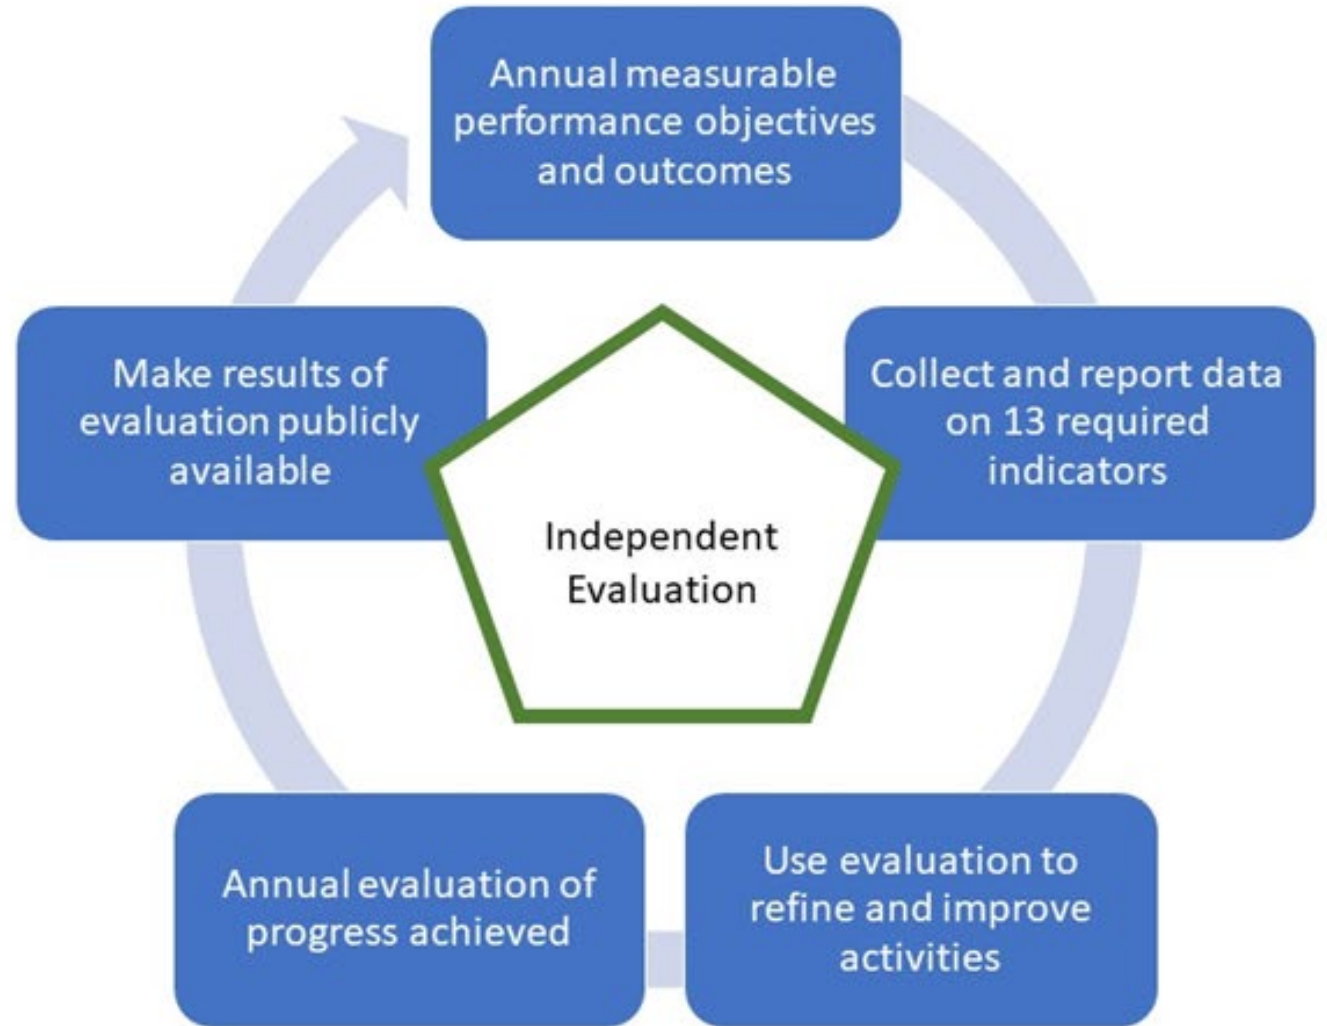 Annual measurable
performance objectives
and outcomes
Collect and report data
on 13 required
indicators
Use evaluation to
refine and improve
activities
Annual evaluation of
progress achieved
Make results of
evaluation publicly
available
Independent
Evaluation